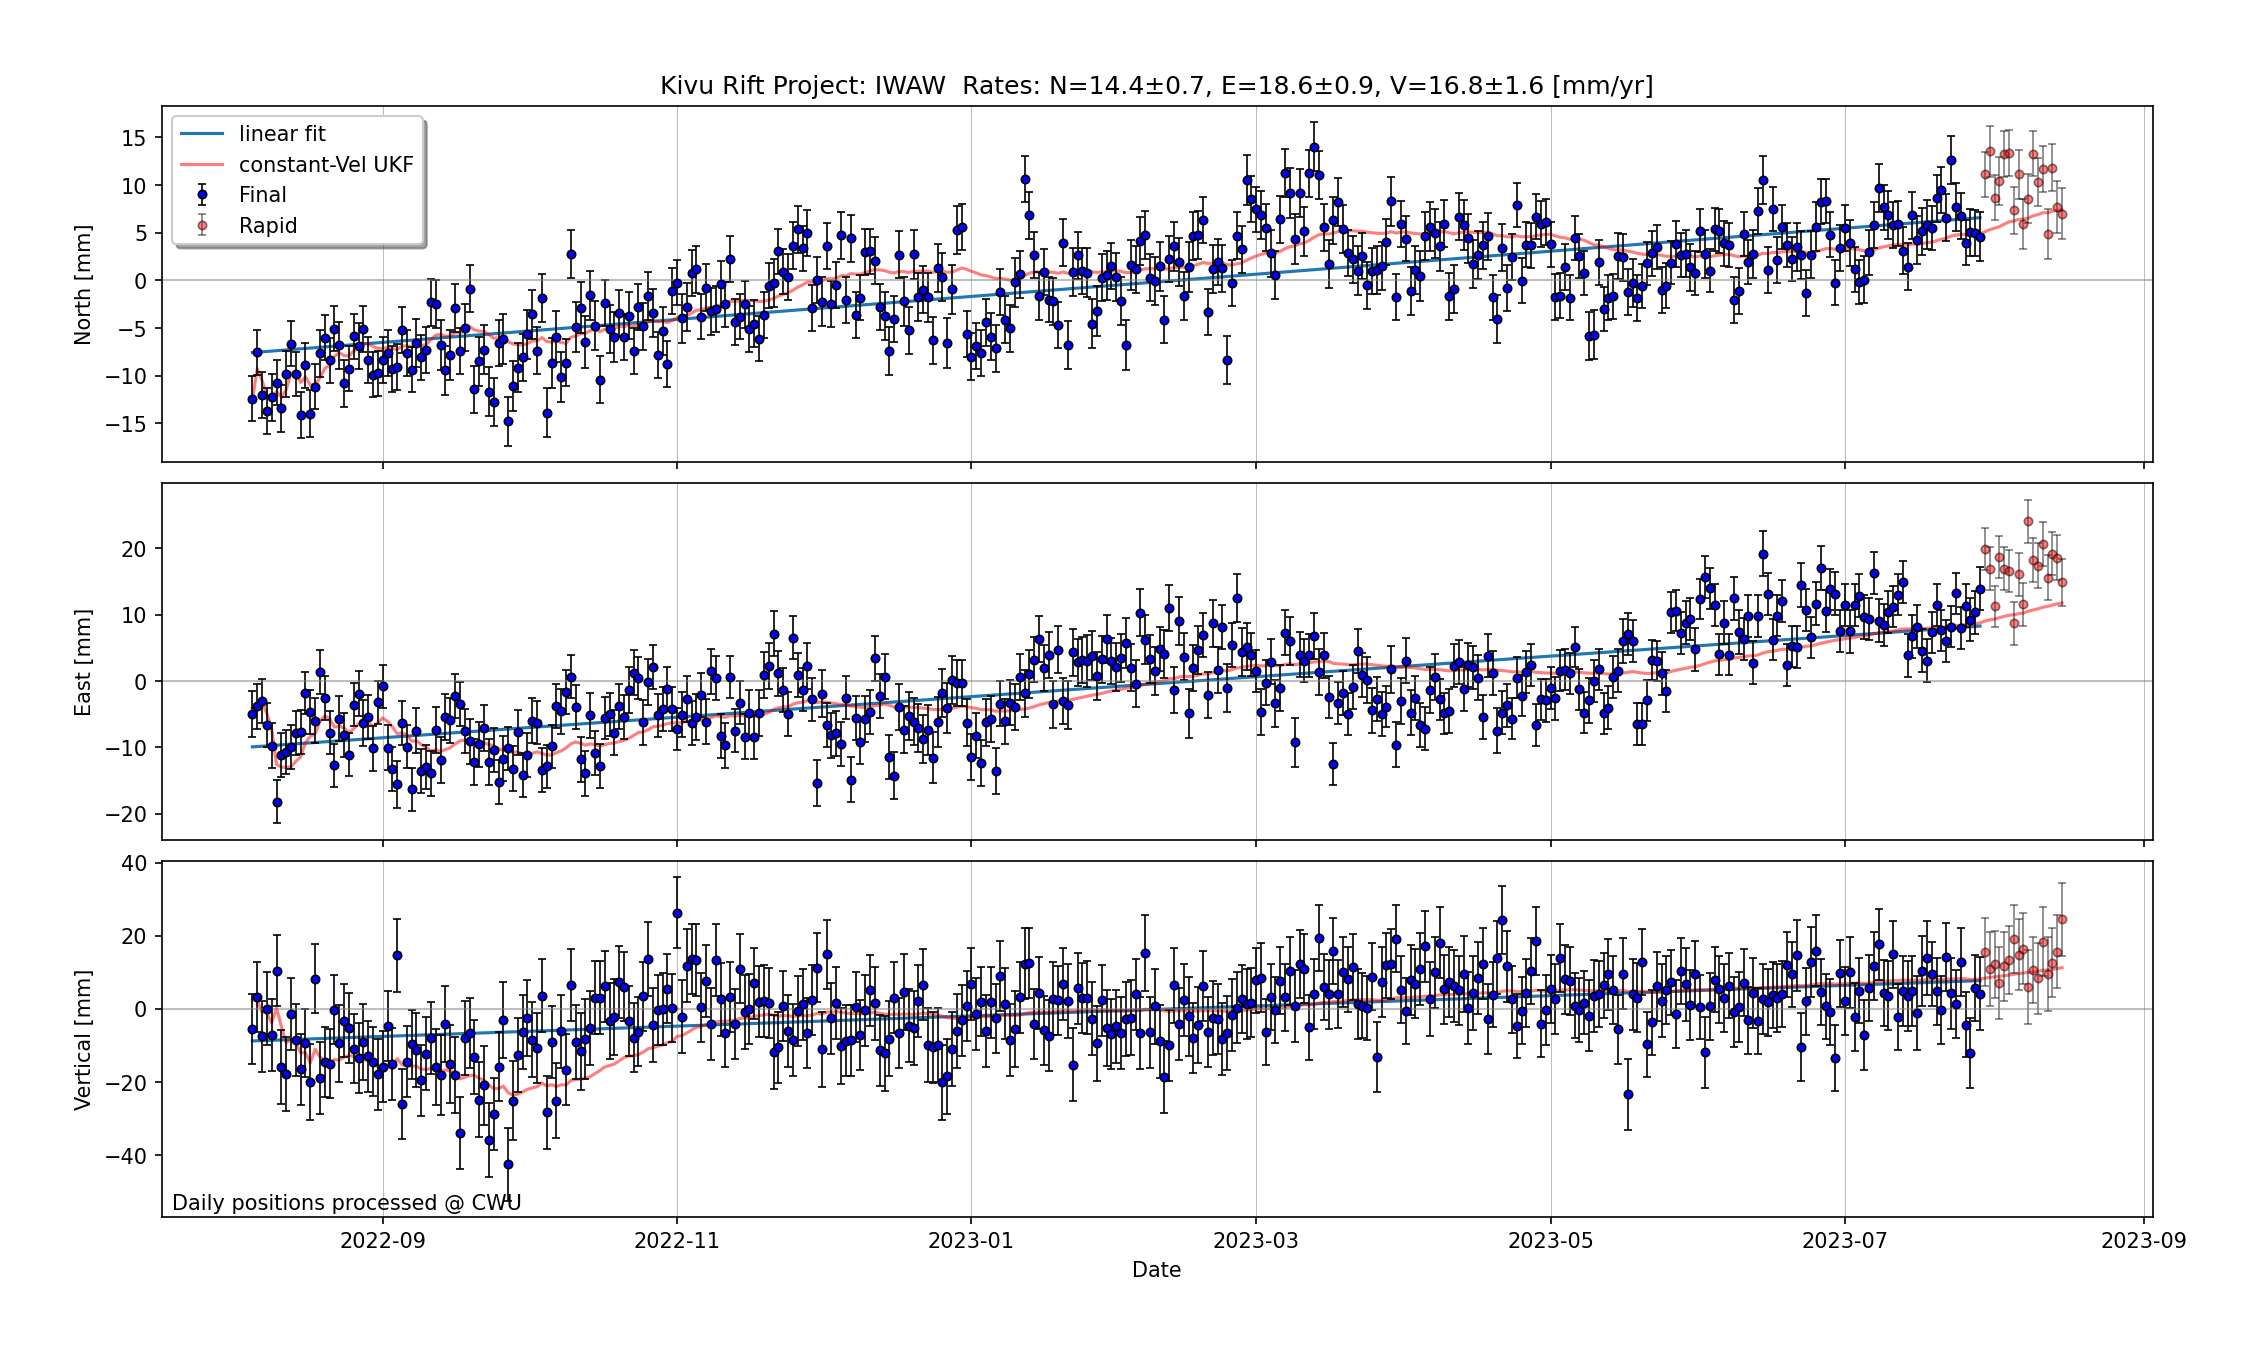 Kivu Rift Project: IWAW  Rates: N=14.4±0.7, E=18.6±0.9, V=16.8±1.6 [mm/yr]
linear fit
constant-Vel UKF
Final
Rapid
North [mm]
15
10
5
0
−5
−10
−15
East [mm]
20
10
0
−10
−20
Vertical [mm]
40
20
0
−20
−40
Daily positions processed @ CWU
2022-09
2022-11
2023-01
2023-03
2023-05
2023-07
2023-09
Date